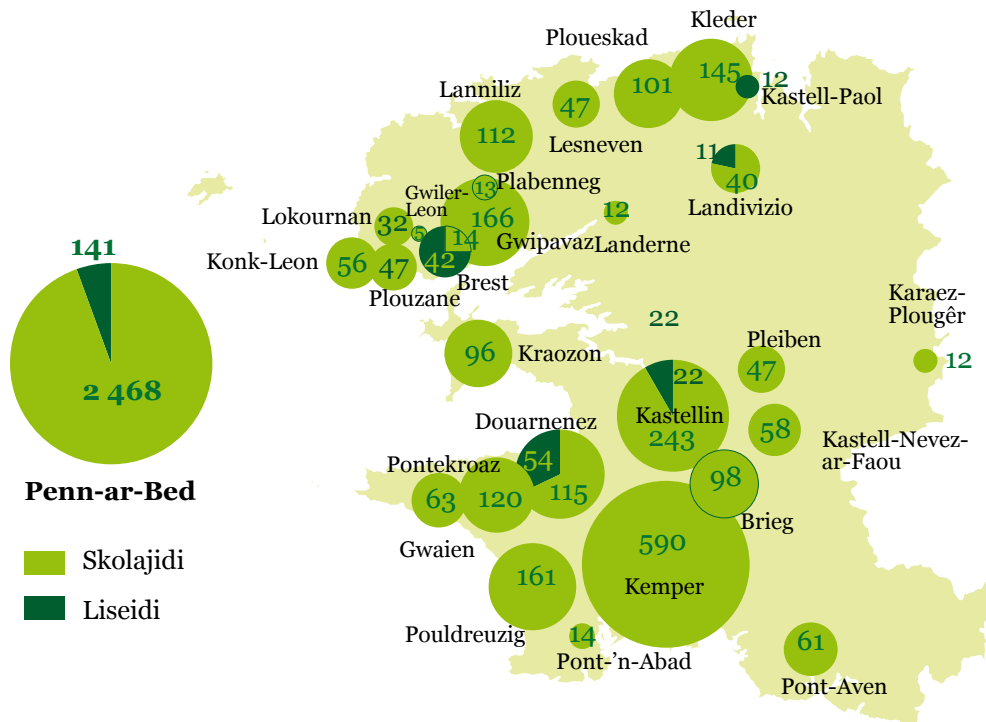 Kleder
Ploueskad
145
12
101
Kastell-Paol
Lanniliz
47
112
Lesneven
11
40
Landivizio
Plabenneg
13
Gwiler-
Leon
166
12
Lokournan
32
5
14
Gwipavaz
Landerne
141
Konk-Leon
56
47
42
Brest
Plouzane
Karaez-
Plougêr
22
Pleiben
96
Kraozon
12
47
22
2 468
Kastellin
Douarnenez
243
58
Kastell-Nevez-
ar-Faou
Pontekroaz
54
98
Penn-ar-Bed
63
120
115
Brieg
Gwaien
590
Skolajidi
161
Kemper
Liseidi
Pouldreuzig
14
61
Pont-'n-Abad
Pont-Aven